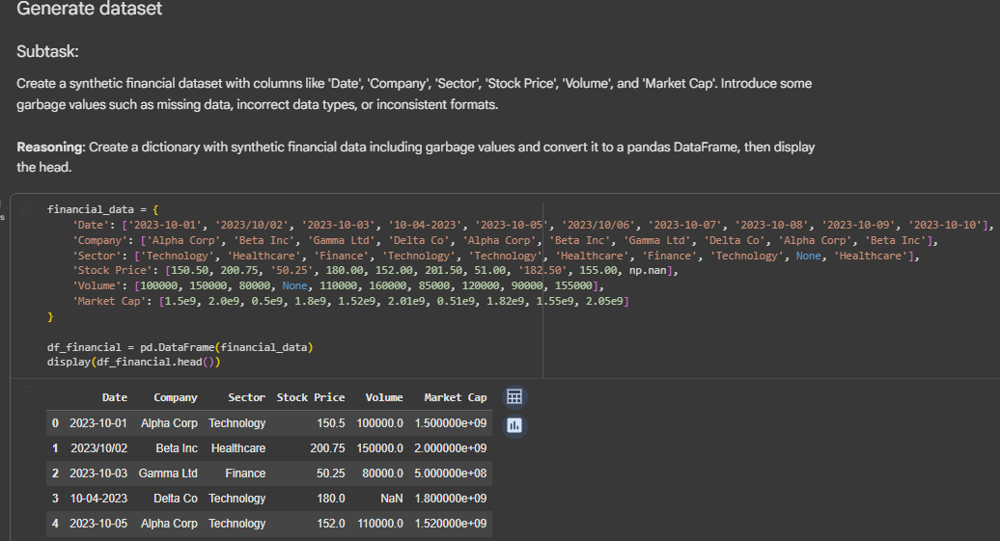 Generate dataset
Subtask:
Create a synthetic financial dataset with columns like 'Date', 'Company', 'Sector', 'Stock Price', 'Volume', and 'Market Cap'. Introduce some
garbage values such as missing data, incorrect data types, or inconsistent formats.
Reasoning: Create a dictionary with synthetic financial data including garbage values and convert it to a pandas DataFrame, then display
the head.
s
financial_data = {
    'Date': ['2023-10-01', '2023/10/02', '2023-10-03', '10-04-2023', '2023-10-05', '2023/10/06', '2023-10-07', '2023-10-08', '2023-10-09', '2023-10-10'],
    'Company': ['Alpha Corp', 'Beta Inc', 'Gamma Ltd', 'Delta Co', 'Alpha Corp', 'Beta Inc', 'Gamma Ltd', 'Delta Co', 'Alpha Corp', 'Beta Inc'],
    'Sector': ['Technology', 'Healthcare', 'Finance', 'Technology', 'Technology', 'Healthcare', 'Finance', 'Technology', None, 'Healthcare'],
    'Stock Price': [150.50, 200.75, '50.25', 180.00, 152.00, 201.50, 51.00, '182.50', 155.00, np.nan],
    'Volume': [100000, 150000, 80000, None, 110000, 160000, 85000, 120000, 90000, 155000],
    'Market Cap': [1.5e9, 2.0e9, 0.5e9, 1.8e9, 1.52e9, 2.01e9, 0.51e9, 1.82e9, 1.55e9, 2.05e9]
}
df_financial = pd.DataFrame(financial_data)
display(df_financial.head())
Date Company Sector Stock Price Volume Market Cap
0 2023-10-01 Alpha Corp Technology 150.5 100000.0 1.500000e+09
1 2023/10/02 Beta Inc Healthcare 200.75 150000.0 2.000000e+09
2 2023-10-03 Gamma Ltd Finance 50.25 80000.0 5.000000e+08
3 10-04-2023 Delta Co Technology 180.0 NaN 1.800000e+09
4 2023-10-05 Alpha Corp Technology 152.0 110000.0 1.520000e+09